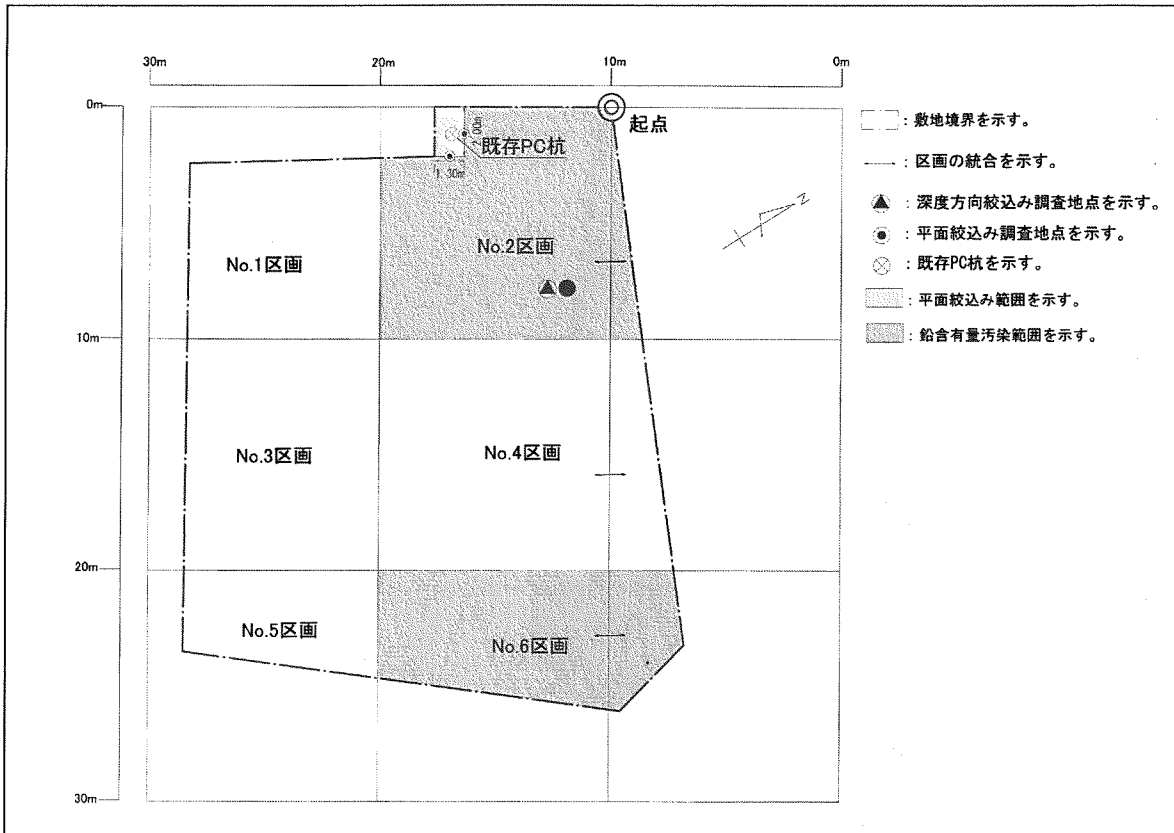 30m
20m
10m
0m
0m
起点
既存PC杭
1.30m
No.1区画
No.2区画
10m
No.3区画
No.4区画
20m
No.5区画
No.6区画
30m
N
: 敷地境界を示す。
: 区画の統合を示す。
: 深度方向絞込み調査地点を示す。
: 平面絞込み調査地点を示す。
: 既存PC杭を示す。
: 平面絞込み範囲を示す。
: 鉛含有量汚染範囲を示す。